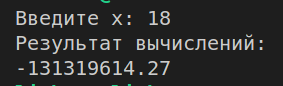 Введите x: 18
Результат вычислений:
-131319614.27